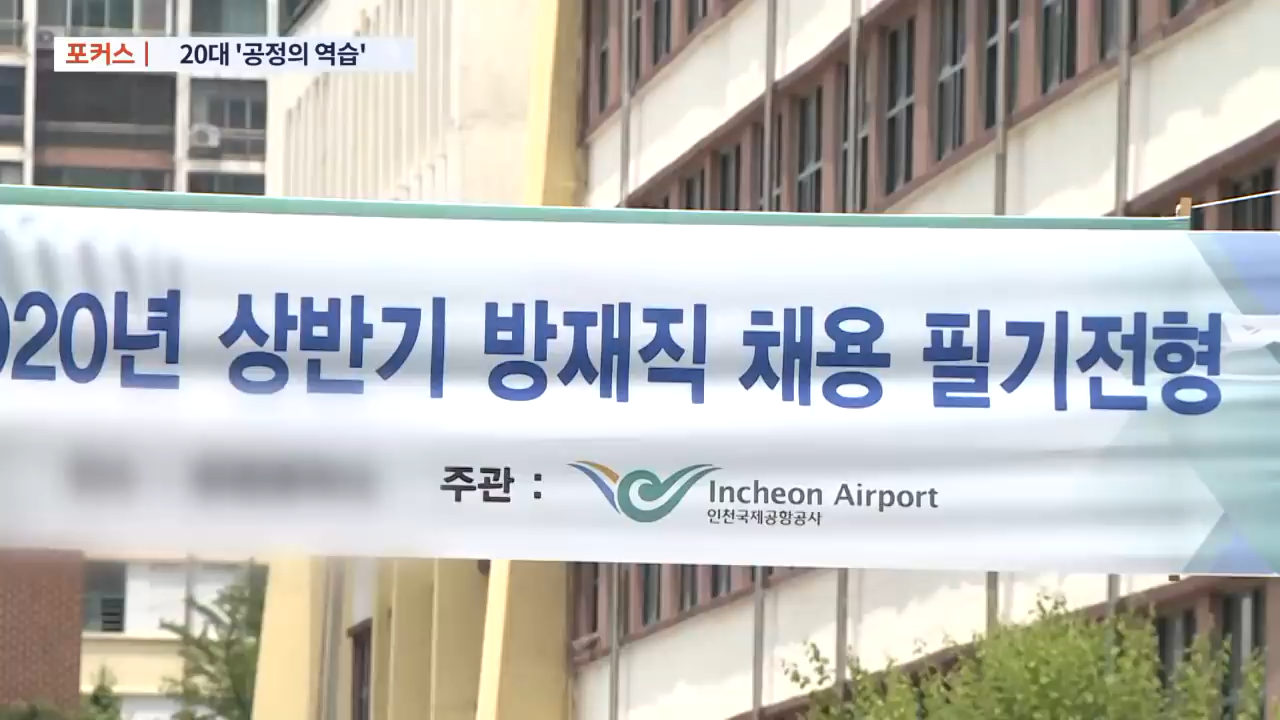 포커스 | 20대 '공정의 역습'
020년 상반기 방재직 채용 필기전형
주관 : Incheon Airport
인천국제공항공사